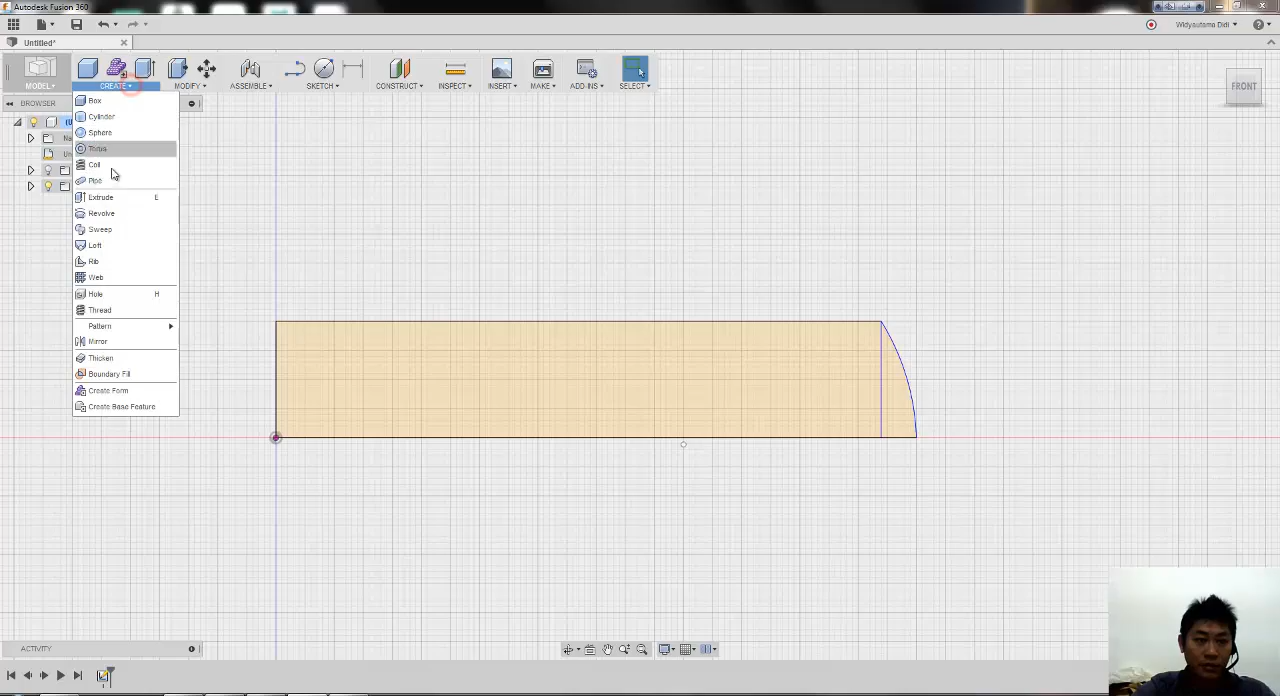 Autodesk Fusion 360
Widyautama Didi
Untitled*
MODEL
CREATE
MODIFY
ASSEMBLE
SKETCH
CONSTRUCT
INSPECT
INSERT
MAKE
ADD-INS
SELECT
BROWSER
Box
Cylinder
Sphere
Torus
Coil
Pipe
Extrude E
Revolve
Sweep
Loft
Rib
Web
Hole H
Thread
Pattern
Mirror
Thicken
Boundary Fill
Create Form
Create Base Feature
FRONT
ACTIVITY